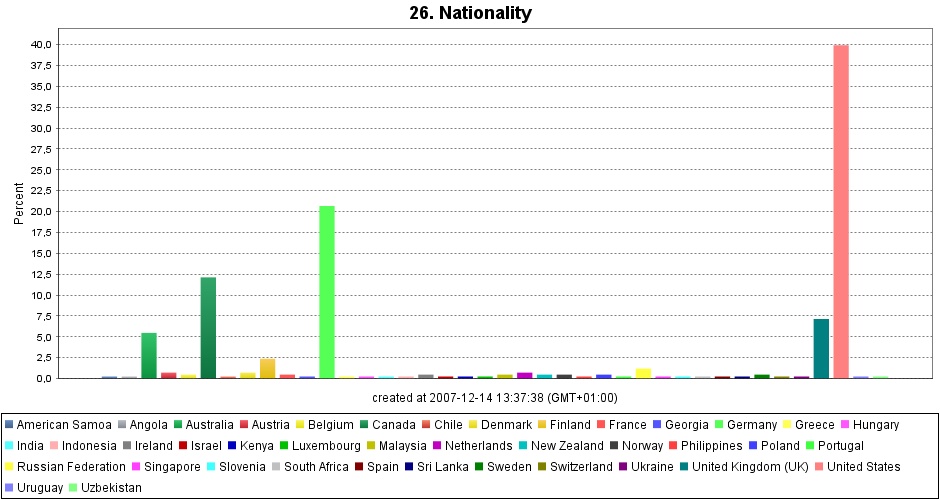 26. Nationality
40,0
37,5
35,0
32,5
30,0
27,5
25,0
22,5
20,0
17,5
15,0
12,5
10,0
7,5
5,0
2,5
0,0
Percent
created at 2007-12-14 13:37:38 (GMT+01:00)
American Samoa Angola Australia Austria Belgium Canada Chile Denmark Finland France Georgia Germany Greece Hungary
India Indonesia Ireland Israel Kenya Luxembourg Malaysia Netherlands New Zealand Norway Philippines Poland Portugal
Russian Federation Singapore Slovenia South Africa Spain Sri Lanka Sweden Switzerland Ukraine United Kingdom (UK) United States
Uruguay Uzbekistan